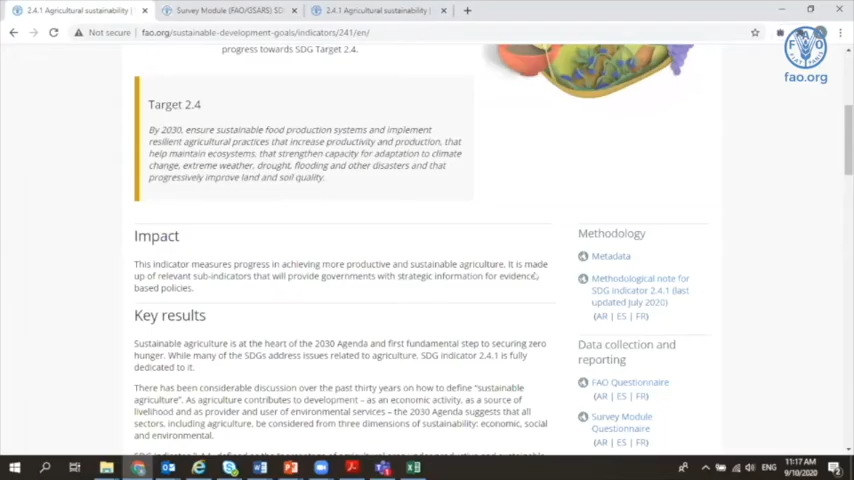 2.4.1 Agricultural sustainability |
Survey Module (FAO/GSARS) SD
2.4.1 Agricultural sustainability |
Not secure
fao.org/sustainable-development-goals/indicators/241/en/
progress towards SDG Target 2.4.
FAO
FIAT PANIS
fao.org
Target 2.4
By 2030, ensure sustainable food production systems and implement
resilient agricultural practices that increase productivity and production, that
help maintain ecosystems, that strengthen capacity for adaptation to climate
change, extreme weather, drought, flooding and other disasters and that
progressively improve land and soil quality.
Impact
This indicator measures progress in achieving more productive and sustainable agriculture. It is made
up of relevant sub-indicators that will provide governments with strategic information for evidence-
based policies.
Key results
Sustainable agriculture is at the heart of the 2030 Agenda and first fundamental step to securing zero
hunger. While many of the SDGs address issues related to agriculture, SDG indicator 2.4.1 is fully
dedicated to it.
There has been considerable discussion over the past thirty years on how to define "sustainable
agriculture". As agriculture contributes to development – as an economic activity, as a source of
livelihood and as provider and user of environmental services – the 2030 Agenda suggests that all
sectors, including agriculture, be considered from three dimensions of sustainability: economic, social
and environmental.
Methodology
Metadata
Methodological note for
SDG indicator 2.4.1 (last
updated July 2020)
(AR | ES | FR)
Data collection and
reporting
FAO Questionnaire
(AR | ES | FR)
Survey Module
Questionnaire
(AR | ES | FR)
ENG
11:17 AM
9/10/2020